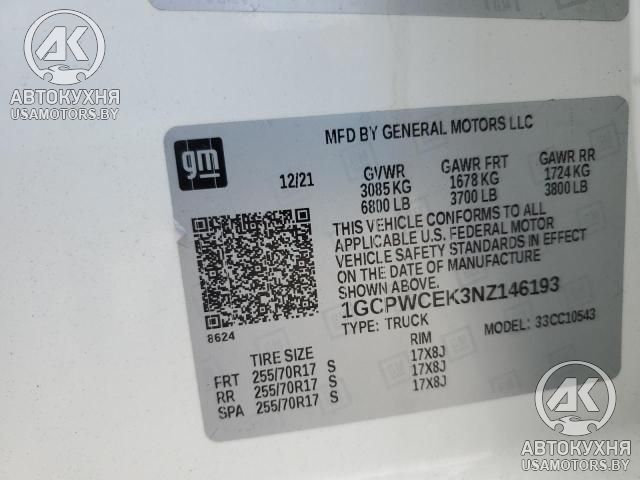 AK
АВТОКУХНЯ
USAMOTORS.BY
GM
gm
MFD BY GENERAL MOTORS LLC
12/21
GVWR GAWR FRT GAWR RR
3085 KG 1678 KG 1724 KG
6800 LB 3700 LB 3800 LB
THIS VEHICLE CONFORMS TO ALL
APPLICABLE U.S. FEDERAL MOTOR
VEHICLE SAFETY STANDARDS IN EFFECT
ON THE DATE OF MANUFACTURE
SHOWN ABOVE.
1GCPWCEK3NZ146193
8624
TYPE: TRUCK MODEL: 33CC10543
TIRE SIZE RIM
FRT 255/70R17 S 17X8J
RR 255/70R17 S 17X8J
SPA 255/70R17 S 17X8J
AK
АВТОКУХНЯ
USAMOTORS.BY